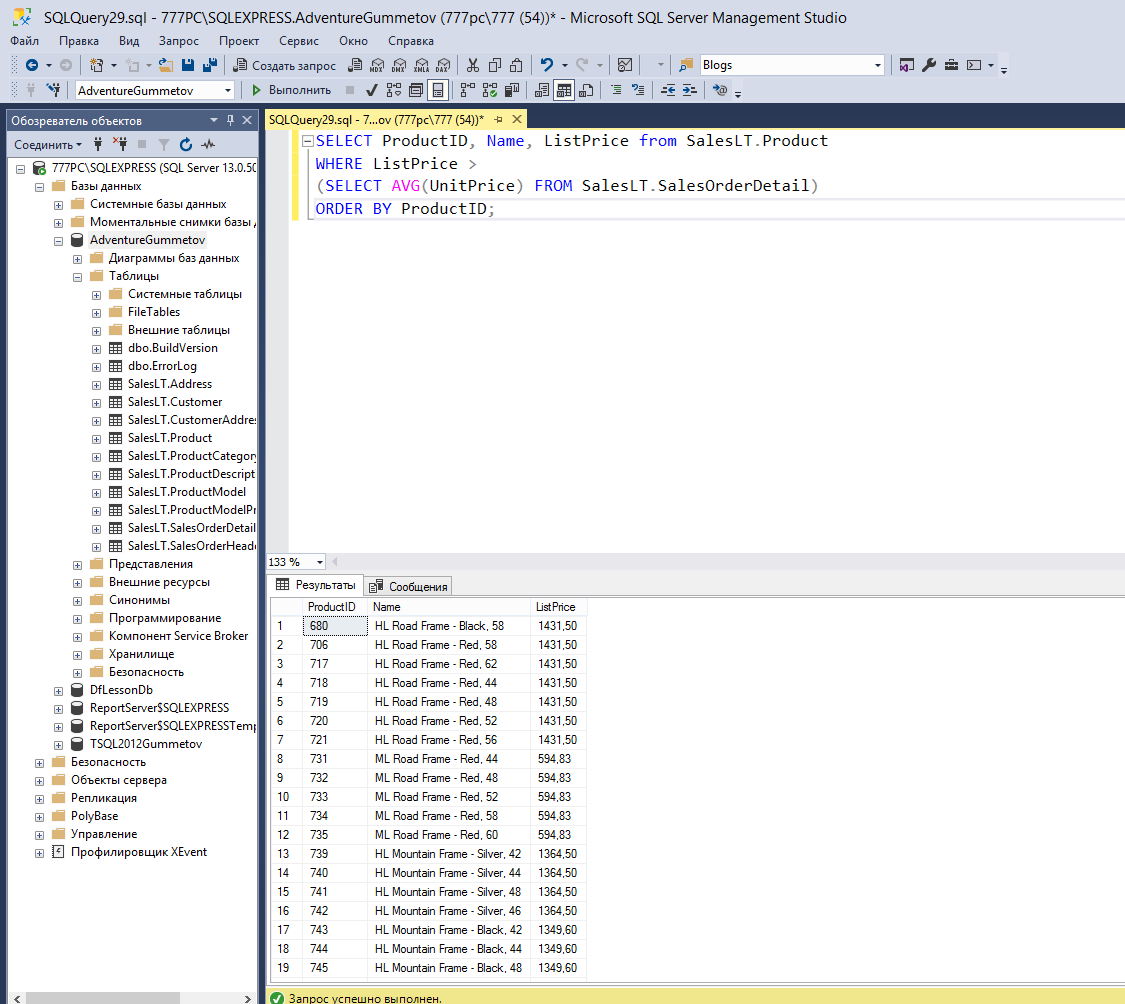 SQLQuery29.sql - 777PC\SQLEXPRESS.AdventureGummetov (777pc\777 (54))* - Microsoft SQL Server Management Studio
Файл Правка Вид Запрос Проект Сервис Окно Справка
Создать запрос MDX DMX XMLA DAX Blogs
AdventureGummetov Выполнить
Обозреватель объектов
Соединить
777PC\SQLEXPRESS (SQL Server 13.0.50
Базы данных
Системные базы данных
Моментальные снимки базы д
AdventureGummetov
Диаграммы баз данных
Таблицы
Системные таблицы
FileTables
Внешние таблицы
dbo.BuildVersion
dbo.ErrorLog
SalesLT.Address
SalesLT.Customer
SalesLT.CustomerAddres
SalesLT.Product
SalesLT.ProductCategory
SalesLT.ProductDescript
SalesLT.ProductModel
SalesLT.ProductModelPr
SalesLT.SalesOrderDetail
SalesLT.SalesOrderHeade
Представления
Внешние ресурсы
Синонимы
Программирование
Компонент Service Broker
Хранилище
Безопасность
DfLessonDb
ReportServer$SQLEXPRESS
ReportServer$SQLEXPRESSTemp
TSQL2012Gummetov
Безопасность
Объекты сервера
Репликация
PolyBase
Управление
Профилировщик XEvent
SQLQuery29.sql - 7...ov (777pc\777 (54))*
SELECT ProductID, Name, ListPrice from SalesLT.Product
WHERE ListPrice >
(SELECT AVG(UnitPrice) FROM SalesLT.SalesOrderDetail)
ORDER BY ProductID;
133 %
Результаты Сообщения
ProductID Name ListPrice
1 680 HL Road Frame - Black, 58 1431,50
2 706 HL Road Frame - Red, 58 1431,50
3 717 HL Road Frame - Red, 62 1431,50
4 718 HL Road Frame - Red, 44 1431,50
5 719 HL Road Frame - Red, 48 1431,50
6 720 HL Road Frame - Red, 52 1431,50
7 721 HL Road Frame - Red, 56 1431,50
8 731 ML Road Frame - Red, 44 594,83
9 732 ML Road Frame - Red, 48 594,83
10 733 ML Road Frame - Red, 52 594,83
11 734 ML Road Frame - Red, 58 594,83
12 735 ML Road Frame - Red, 60 594,83
13 739 HL Mountain Frame - Silver, 42 1364,50
14 740 HL Mountain Frame - Silver, 44 1364,50
15 741 HL Mountain Frame - Silver, 48 1364,50
16 742 HL Mountain Frame - Silver, 46 1364,50
17 743 HL Mountain Frame - Black, 42 1349,60
18 744 HL Mountain Frame - Black, 44 1349,60
19 745 HL Mountain Frame - Black, 48 1349,60
Запрос успешно выполнен.